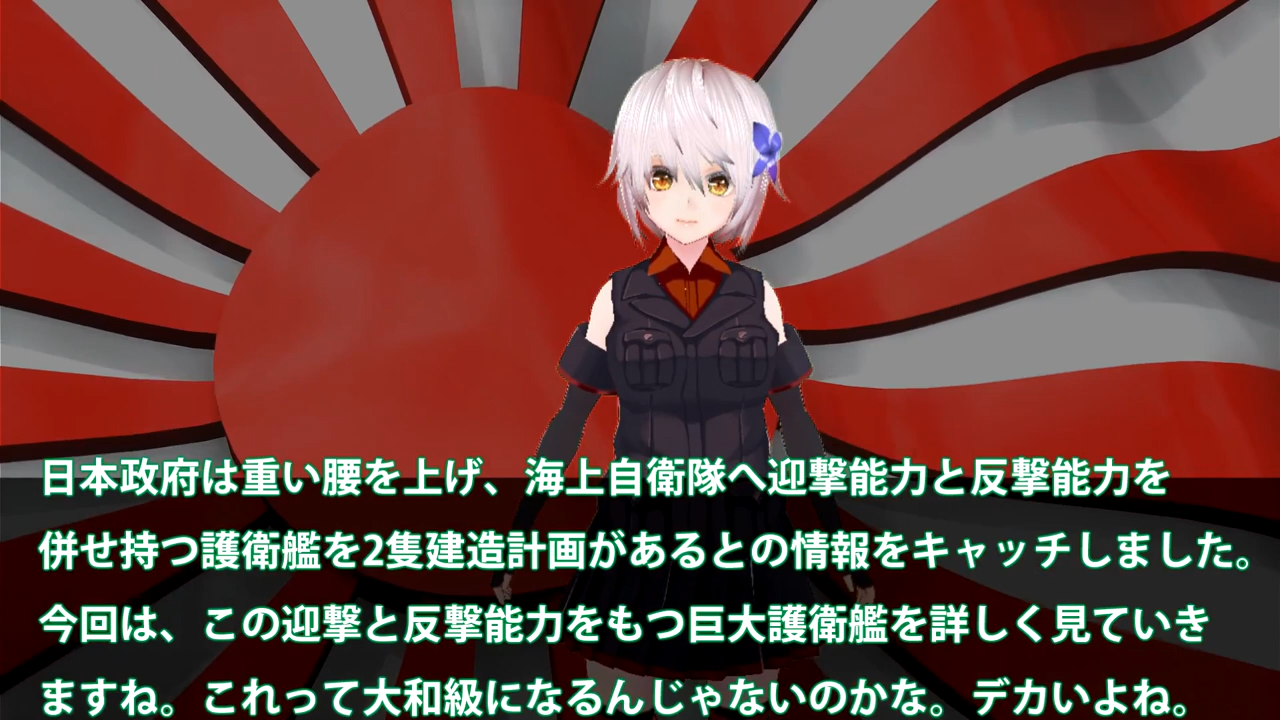 日本政府は重い腰を上げ、海上自衛隊へ迎撃能力と反撃能力を
併せ持つ護衛艦を2隻建造計画があるとの情報をキャッチしました。
今回は、この迎撃と反撃能力をもつ巨大護衛艦を詳しく見ていき
ますね。これって大和級になるんじゃないのかな。デカいよね。